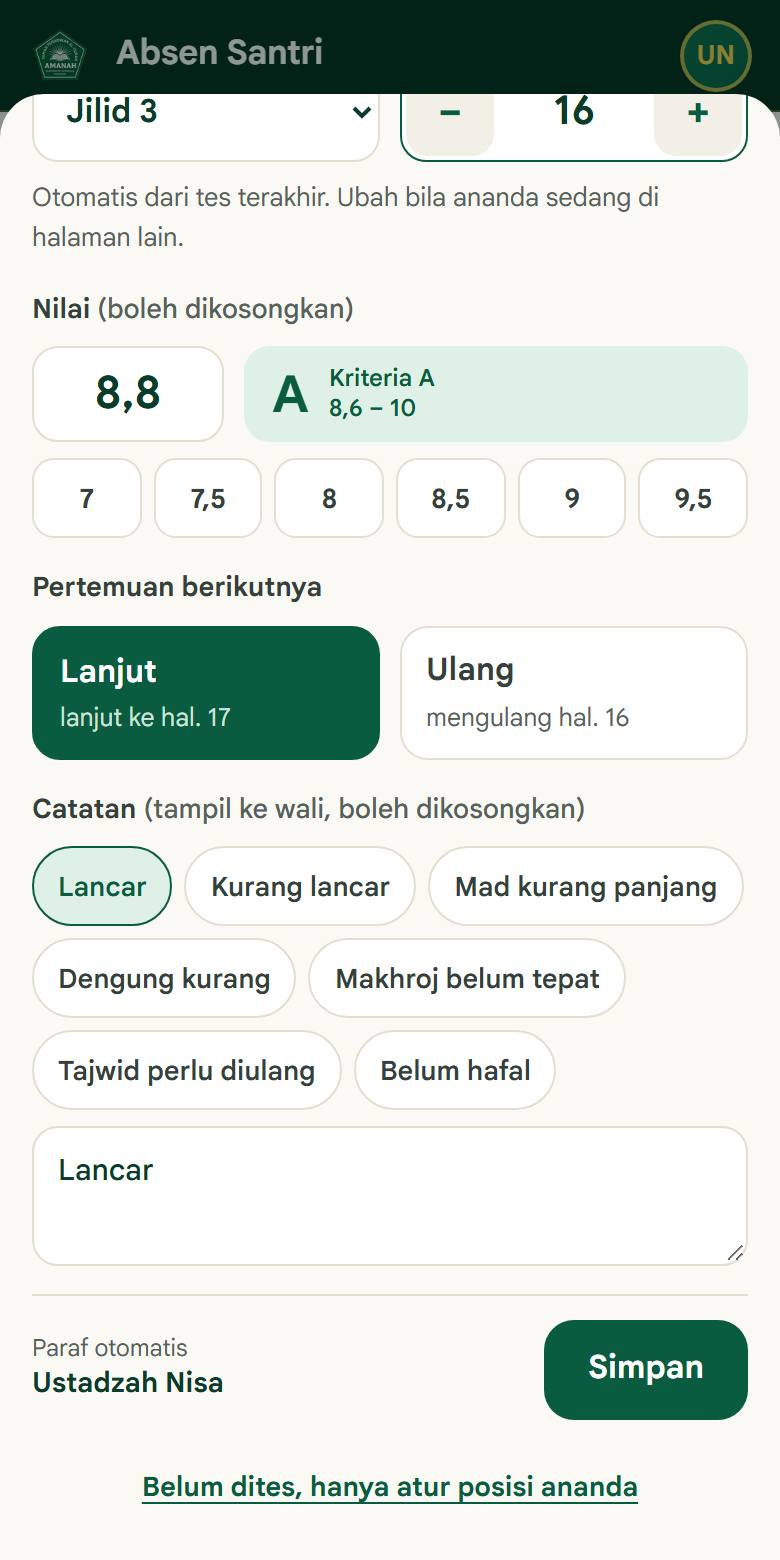 AMANAH
Absen Santri
UN
Jilid 3
− 16 +
Otomatis dari tes terakhir. Ubah bila ananda sedang di
halaman lain.
Nilai (boleh dikosongkan)
8,8
A
Kriteria A
8,6 – 10
7 7,5 8 8,5 9 9,5
Pertemuan berikutnya
Lanjut
lanjut ke hal. 17
Ulang
mengulang hal. 16
Catatan (tampil ke wali, boleh dikosongkan)
Lancar Kurang lancar Mad kurang panjang
Dengung kurang Makhroj belum tepat
Tajwid perlu diulang Belum hafal
Lancar
Paraf otomatis
Ustadzah Nisa
Simpan
Belum dites, hanya atur posisi ananda